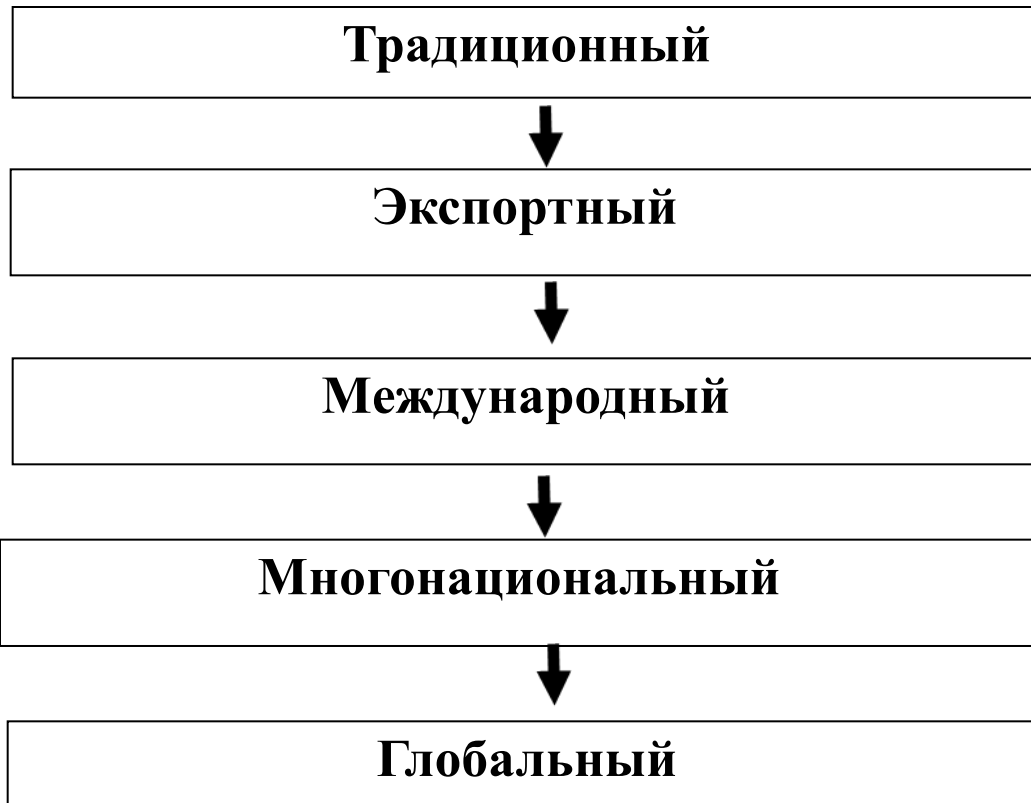 Традиционный
Экспортный
Международный
Многонациональный
Глобальный